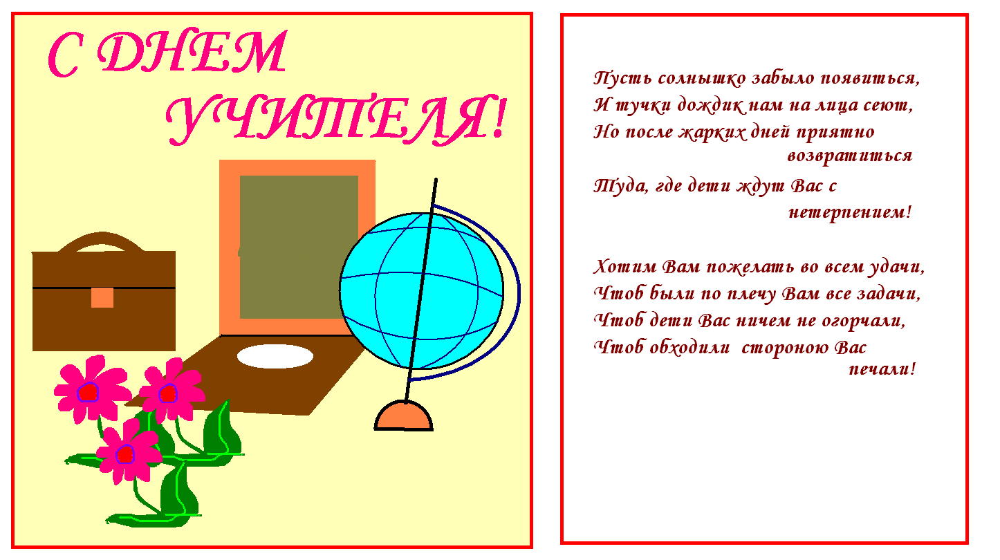 С ДНЕМ
УЧИТЕЛЯ!
Пусть солнышко забыло появиться,
И тучки дождик нам на лица сеют,
Но после жарких дней приятно
возвратиться
Туда, где дети ждут Вас с
нетерпением!
Хотим Вам пожелать во всем удачи,
Чтоб были по плечу Вам все задачи,
Чтоб дети Вас ничем не огорчали,
Чтоб обходили стороною Вас
печали!